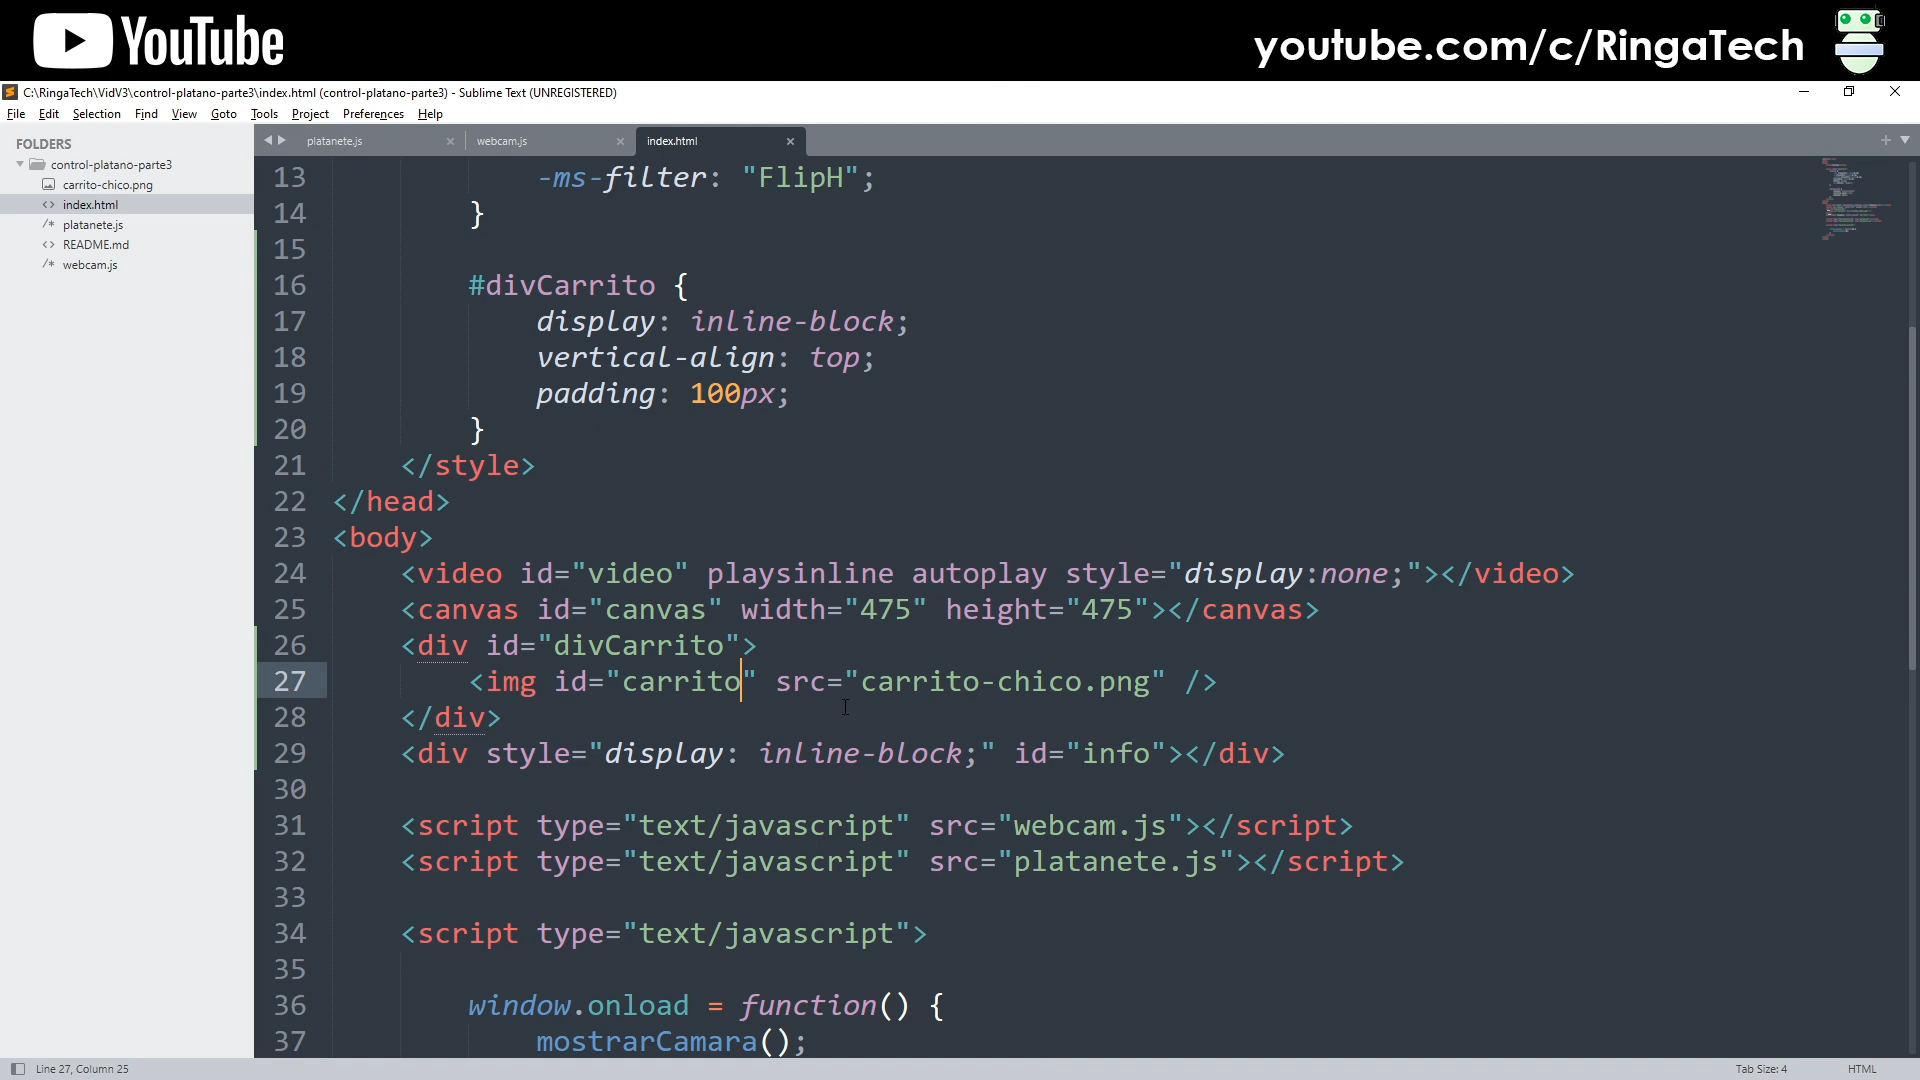 YouTube
youtube.com/c/RingaTech
C:\RingaTech\VidV3\control-platano-parte3\index.html (control-platano-parte3) - Sublime Text (UNREGISTERED)
File Edit Selection Find View Goto Tools Project Preferences Help
FOLDERS
control-platano-parte3
carrito-chico.png
<> index.html
/* platanete.js
<> README.md
/* webcam.js
platanete.js × webcam.js × index.html ×
13 -ms-filter: "FlipH";
14 }
15
16 #divCarrito {
17 display: inline-block;
18 vertical-align: top;
19 padding: 100px;
20 }
21 </style>
22 </head>
23 <body>
24 <video id="video" playsinline autoplay style="display:none;"></video>
25 <canvas id="canvas" width="475" height="475"></canvas>
26 <div id="divCarrito">
27 <img id="carrito" src="carrito-chico.png" />
28 </div>
29 <div style="display: inline-block;" id="info"></div>
30
31 <script type="text/javascript" src="webcam.js"></script>
32 <script type="text/javascript" src="platanete.js"></script>
33
34 <script type="text/javascript">
35
36 window.onload = function() {
37 mostrarCamara();
Line 27, Column 25
Tab Size: 4
HTML